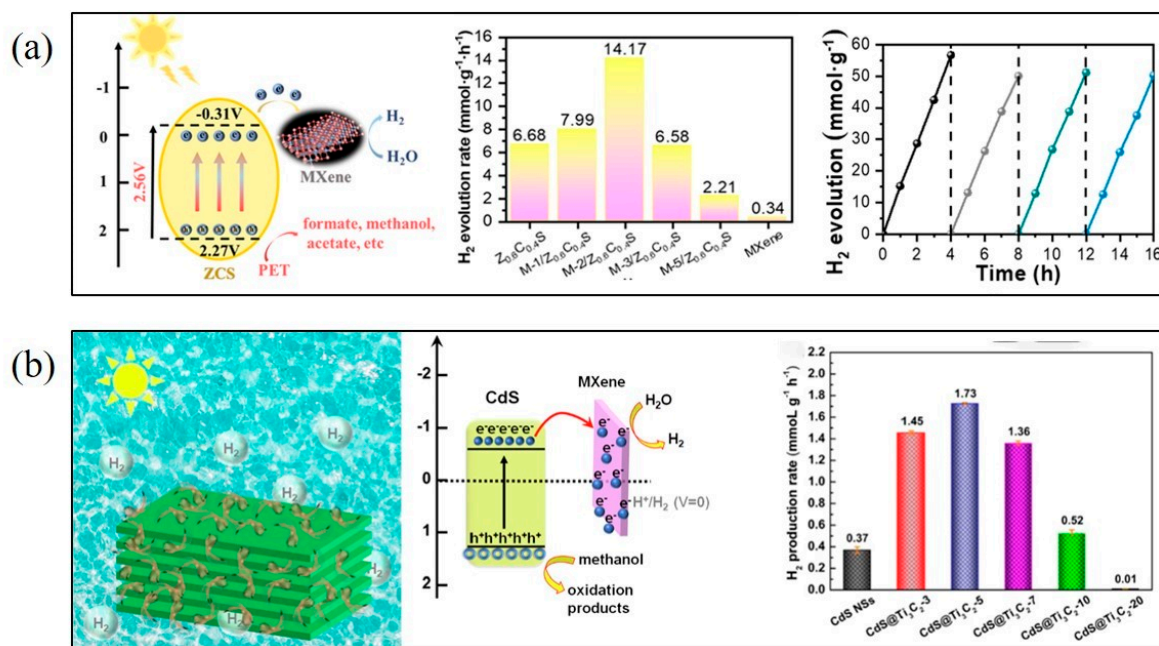 (a)
-1
0
1
2
-0.31V
2.56V
2.27V
ZCS
e e e
MXene
H₂
H₂O
PET
formate, methanol,
acetate, etc
H₂ evolution rate (mmol·g⁻¹·h⁻¹)
16
14
12
10
8
6
4
2
0
6.68
7.99
14.17
6.58
2.21
0.34
Z₀.₆C₀.₄S
M-1/Z₀.₆C₀.₄S
M-2/Z₀.₆C₀.₄S
M-3/Z₀.₆C₀.₄S
M-5/Z₀.₆C₀.₄S
MXene
H₂ evolution (mmol·g⁻¹)
60
50
40
30
20
10
0
0 2 4 6 8 10 12 14 16
Time (h)
(b)
H₂
H₂
H₂
H₂
H₂
H₂
H₂
-2
-1
0
1
2
CdS
e⁻e⁻e⁻e⁻e⁻e⁻
h⁺h⁺h⁺h⁺h⁺h⁺
methanol
oxidation
products
MXene
e⁻
e⁻
e⁻
e⁻ e⁻
e⁻
e⁻
H₂O
H₂
H⁺/H₂ (V=0)
H₂ production rate (mmoL g⁻¹ h⁻¹)
2.2
2.0
1.8
1.6
1.4
1.2
1.0
0.8
0.6
0.4
0.2
0.0
0.37
1.45
1.73
1.36
0.52
0.01
CdS NSs
CdS@Ti₃C₂-3
CdS@Ti₃C₂-5
CdS@Ti₃C₂-7
CdS@Ti₃C₂-10
CdS@Ti₃C₂-20